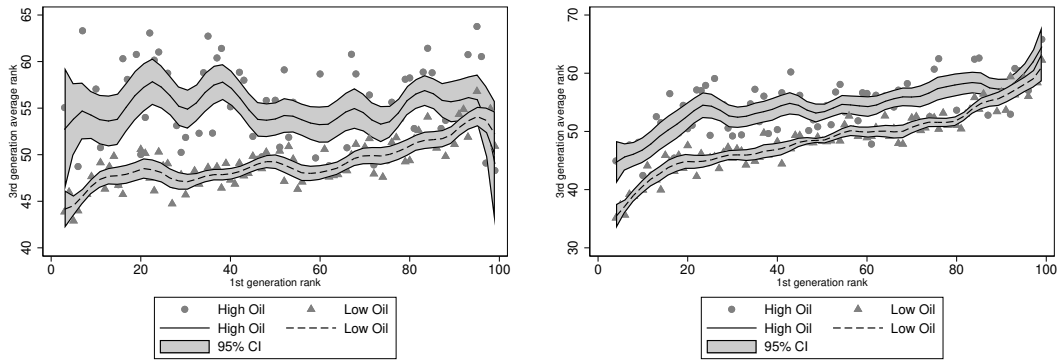 3rd generation average rank
65
60
55
50
45
40
0 20 40 60 80 100
1st generation rank
High Oil Low Oil
High Oil Low Oil
95% CI
3rd generation average rank
70
60
50
40
30
0 20 40 60 80 100
1st generation rank
High Oil Low Oil
High Oil Low Oil
95% CI